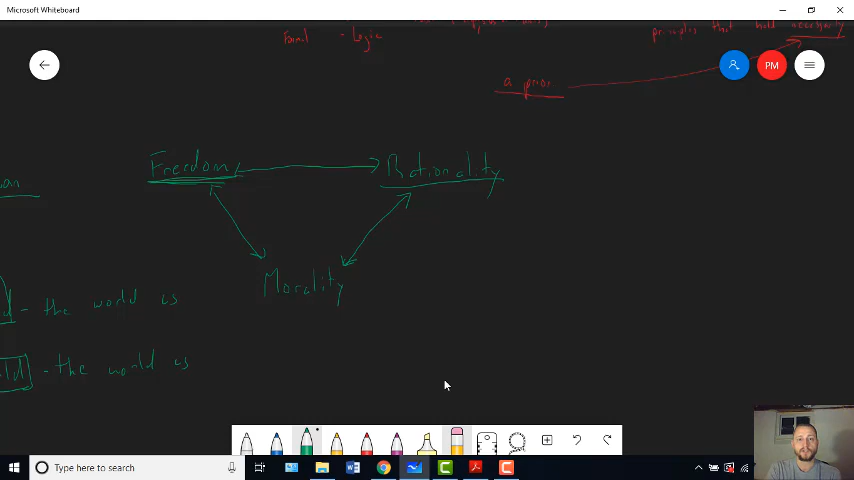 Microsoft Whiteboard
Formal - Logic
principles that hold necessarily
a prior
PM
Freedom
Rationality
Morality
- the world is
- the world is
Type here to search